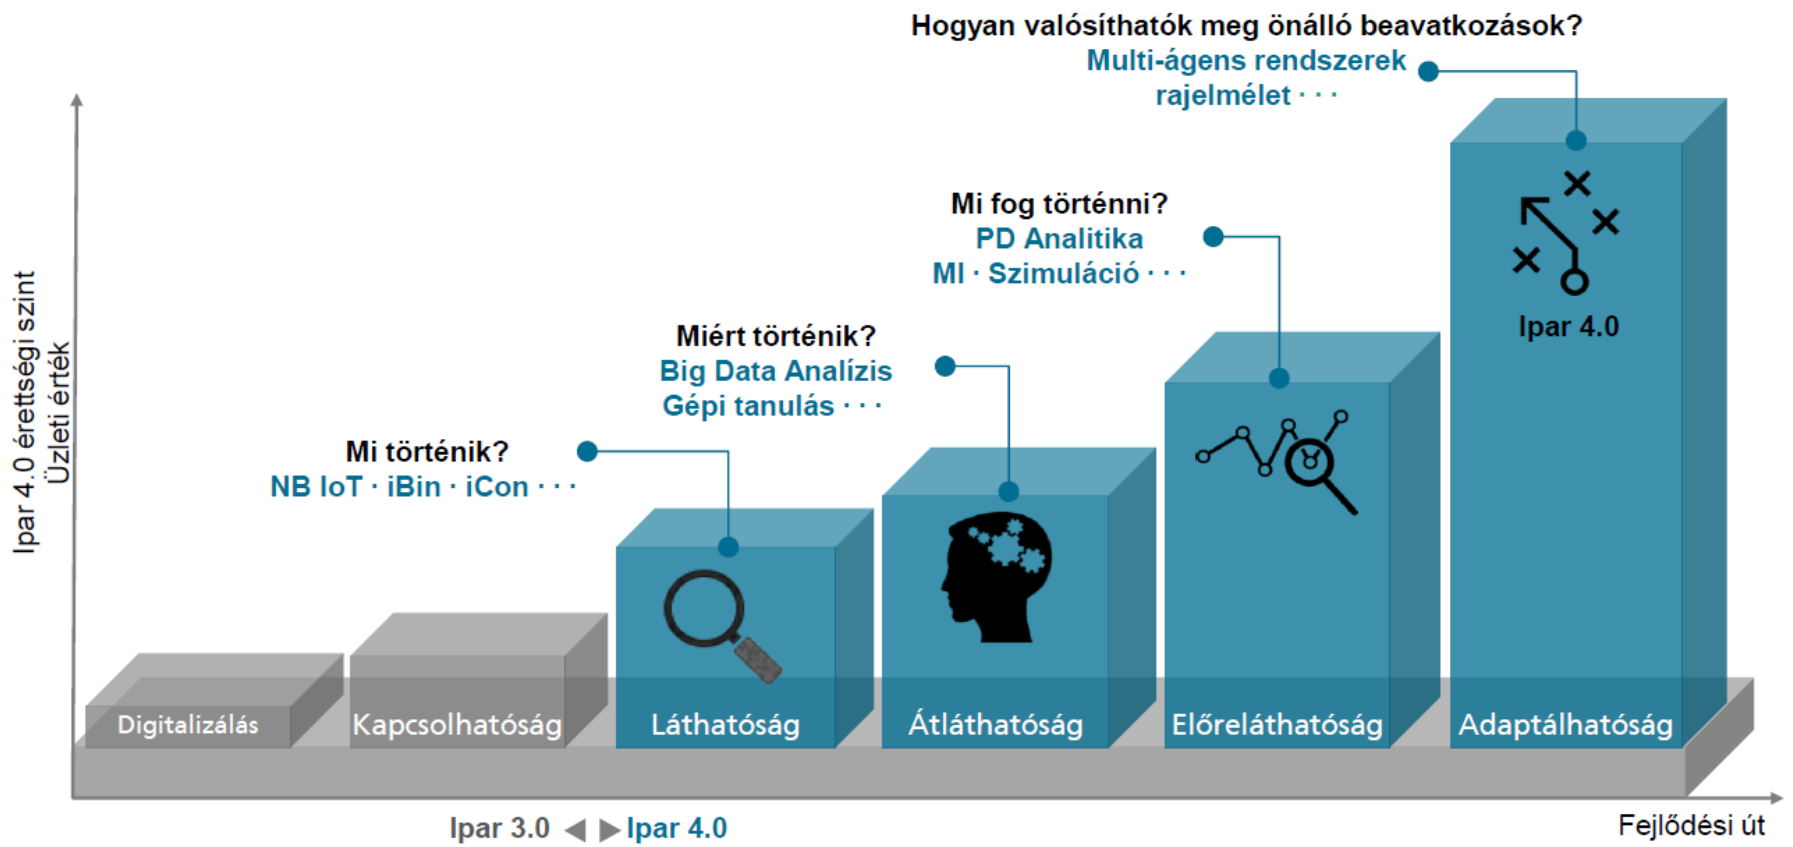 Hogyan valósíthatók meg önálló beavatkozások?
Multi-ágens rendszerek
rajelmélet · · ·
Mi fog történni?
PD Analitika
MI · Szimuláció · · ·
Miért történik?
Big Data Analízis
Gépi tanulás · · ·
Mi történik?
NB IoT · iBin · iCon · · ·
Ipar 4.0
Ipar 4.0 érettségi szint
Üzleti érték
Digitalizálás
Kapcsolhatóság
Láthatóság
Átláthatóság
Előreláthatóság
Adaptálhatóság
Ipar 3.0
Ipar 4.0
Fejlődési út